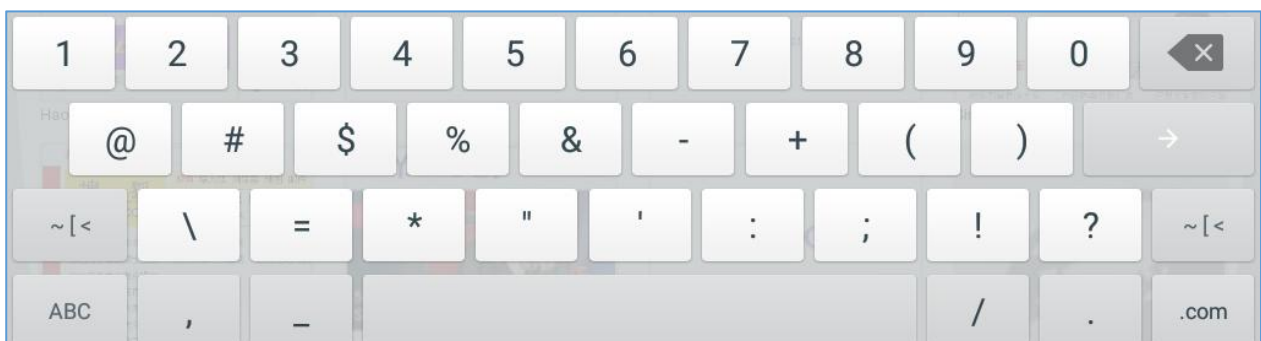 1 2 3 4 5 6 7 8 9 0
@ # $ % & - + ( )
~ [ < \ = * " ' : ; ! ? ~ [ <
ABC , _ / . .com